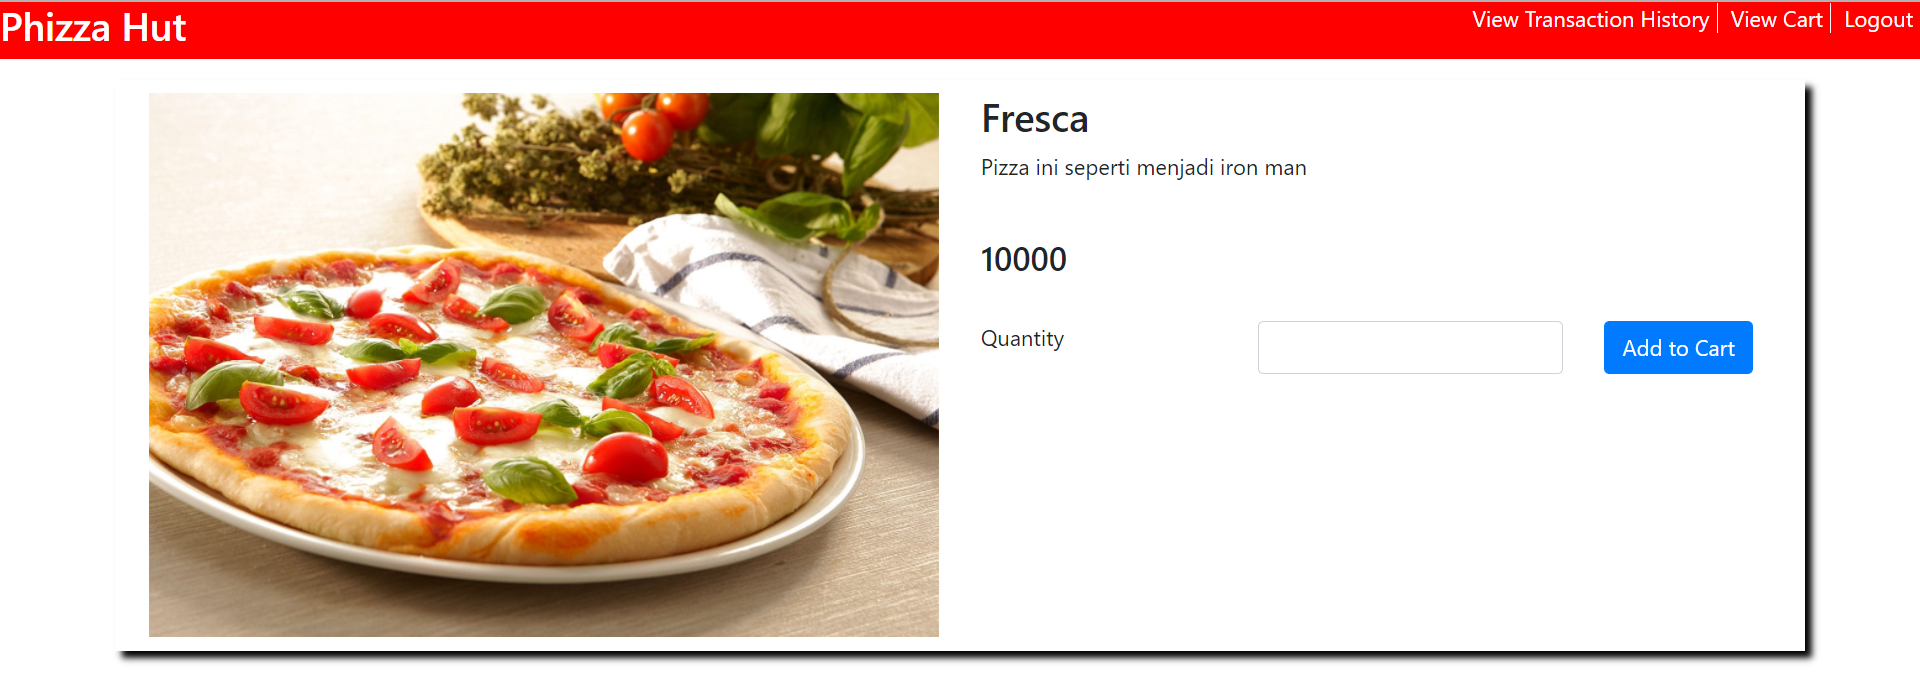 Phizza Hut
View Transaction History
View Cart
Logout
Fresca
Pizza ini seperti menjadi iron man
10000
Quantity
Add to Cart